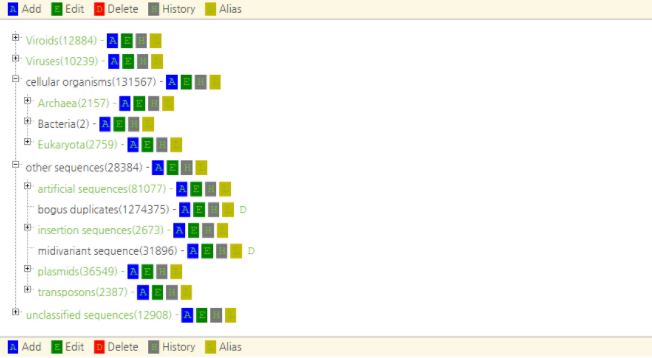 A Add E Edit D Delete H History L Alias
Viroids(12884) - A E H L
Viruses(10239) - A E H L
cellular organisms(131567) - A E H L
Archaea(2157) - A E H L
Bacteria(2) - A E H L
Eukaryota(2759) - A E H L
other sequences(28384) - A E H L
artificial sequences(81077) - A E H L
bogus duplicates(1274375) - A E H L D
insertion sequences(2673) - A E H L
midivariant sequence(31896) - A E H L D
plasmids(36549) - A E H L
transposons(2387) - A E H L
unclassified sequences(12908) - A E H L
A Add E Edit D Delete H History L Alias